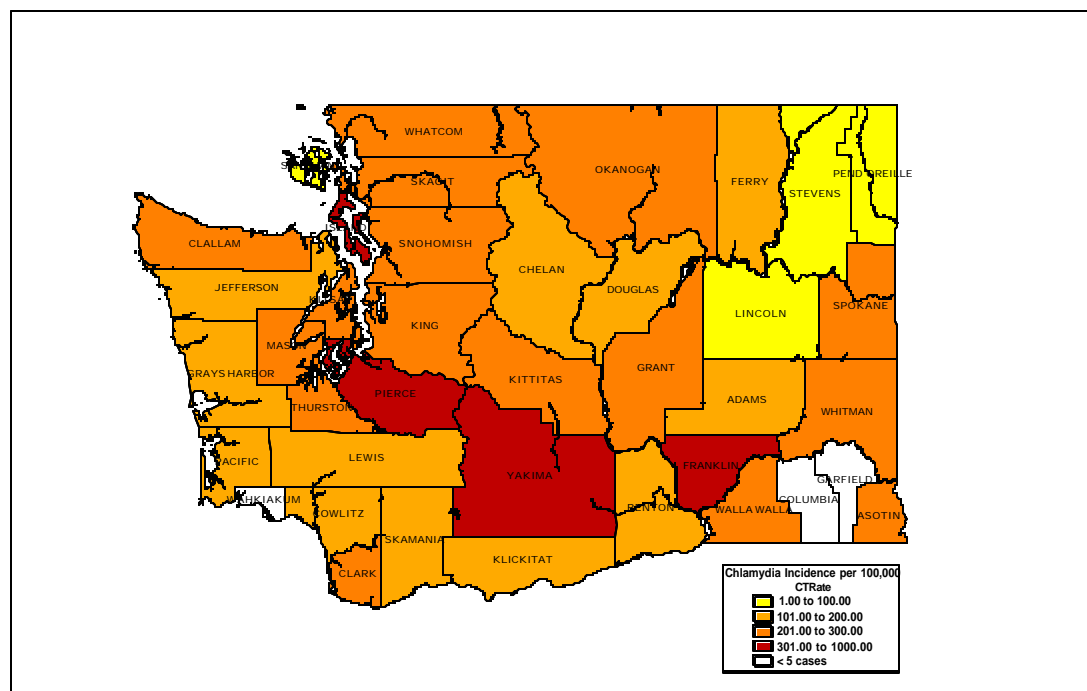 WHATCOM
OKANOGAN
FERRY
STEVENS
PEND OREILLE
SKAGIT
CLALLAM
SNOHOMISH
CHELAN
JEFFERSON
DOUGLAS
LINCOLN
SPOKANE
KING
MASON
GRAYS HARBOR
KITTITAS
GRANT
PIERCE
ADAMS
THURSTON
WHITMAN
LEWIS
PACIFIC
YAKIMA
FRANKLIN
GARFIELD
WAHKIAKUM
COLUMBIA
COWLITZ
BENTON
WALLA WALLA
ASOTIN
SKAMANIA
KLICKITAT
CLARK
Chlamydia Incidence per 100,000
CTRate
1.00 to 100.00
101.00 to 200.00
201.00 to 300.00
301.00 to 1000.00
< 5 cases